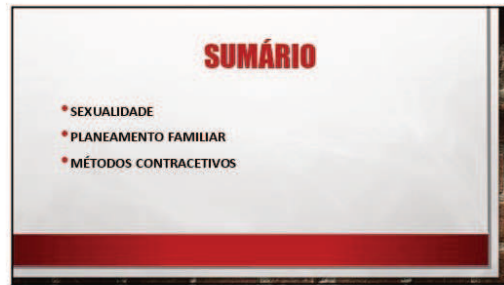 SUMÁRIO
• SEXUALIDADE
• PLANEAMENTO FAMILIAR
• MÉTODOS CONTRACETIVOS